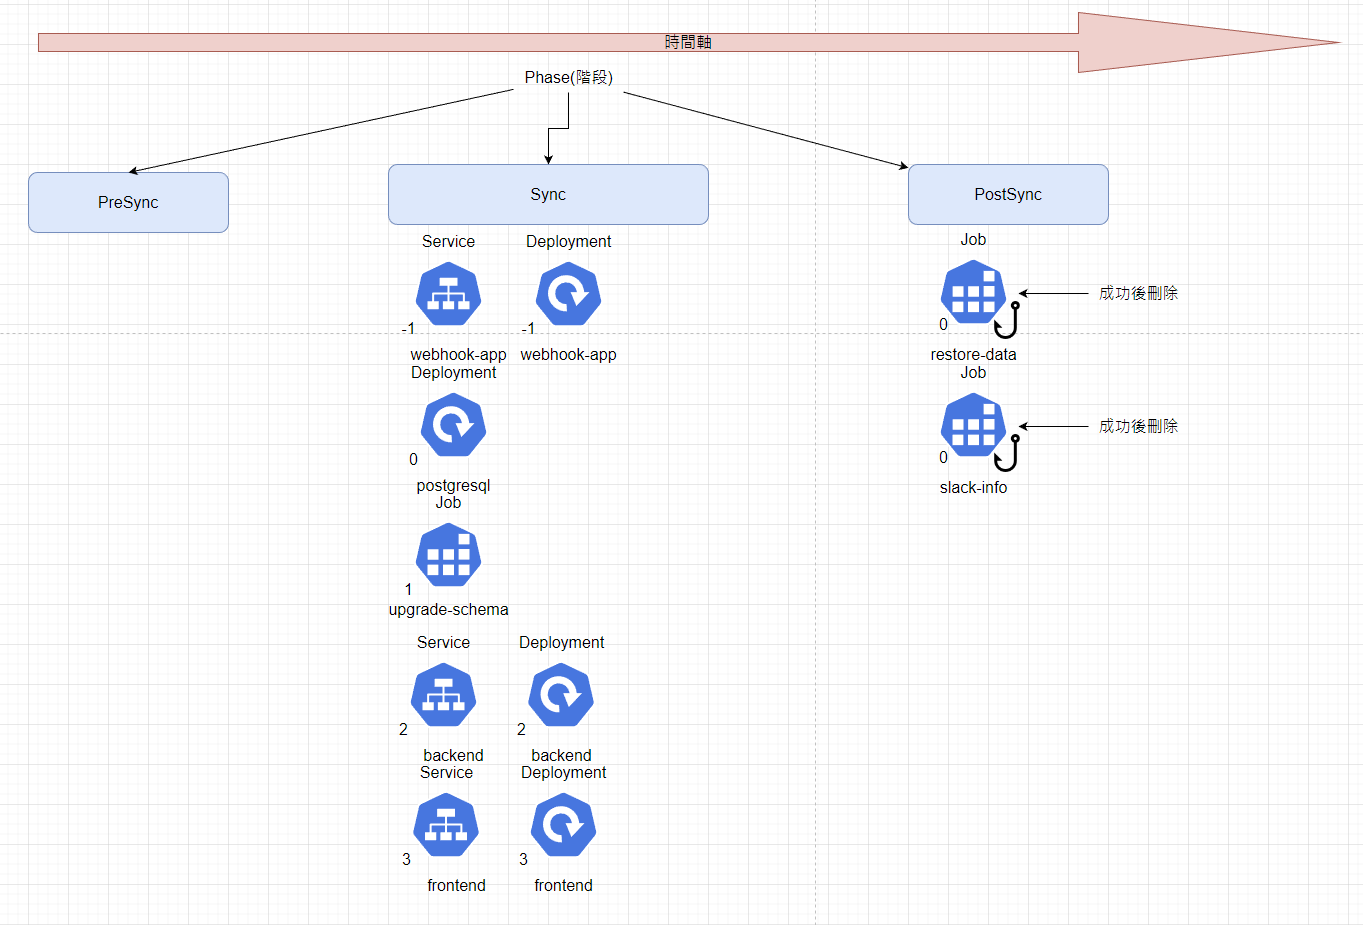 時間軸
Phase(階段)
PreSync
Sync
PostSync
Service
Deployment
-1
-1
webhook-app
webhook-app
Deployment
0
postgresql
Job
1
upgrade-schema
Service
Deployment
2
2
backend
backend
Service
Deployment
3
3
frontend
frontend
Job
成功後刪除
0
restore-data
Job
成功後刪除
0
slack-info